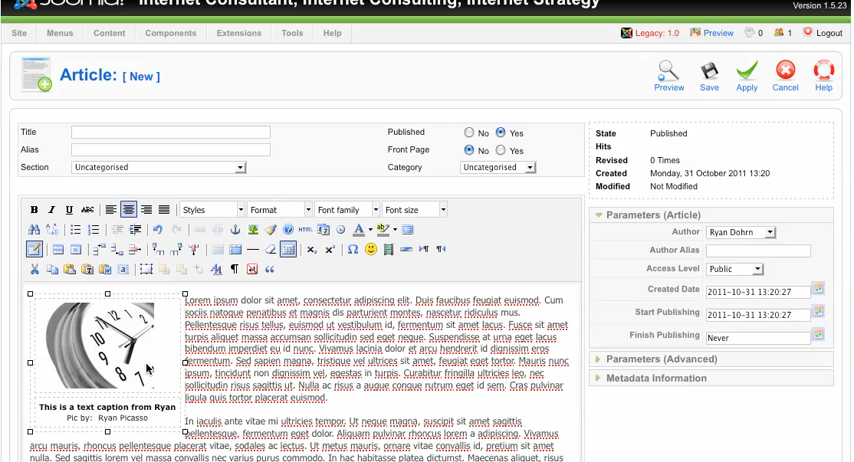 Joomla! Internet Consultant, Internet Consulting, Internet Strategy
Version 1.5.23
Site Menus Content Components Extensions Tools Help
Legacy: 1.0 Preview 0 1 Logout
Article: [ New ]
Preview Save Apply Cancel Help
Title Published No Yes
Alias Front Page No Yes
Section Uncategorised Category Uncategorised
State Published
Hits
Revised 0 Times
Created Monday, 31 October 2011 13:20
Modified Not Modified
B I U ABC Styles Format Font family Font size
HTML
Parameters (Article)
Author Ryan Dohrn
Author Alias
Access Level Public
Created Date 2011-10-31 13:20:27
Start Publishing 2011-10-31 13:20:27
Finish Publishing Never
Parameters (Advanced)
Metadata Information
Lorem ipsum dolor sit amet, consectetur adipiscing elit. Duis faucibus feugiat euismod. Cum
sociis natoque penatibus et magnis dis parturient montes, nascetur ridiculus mus.
Pellentesque risus tellus, euismod ut vestibulum id, fermentum sit amet lacus. Fusce sit amet
turpis aliquet massa accumsan sollicitudin sed eget neque. Suspendisse at urna eget lacus
bibendum imperdiet eu id nunc. Vivamus lacinia dolor et arcu hendrerit id dignissim eros
fermentum. Sed sapien magna, tristique vel ultrices sit amet, feugiat eget tortor. Mauris nunc
ipsum, tincidunt non dignissim vel, egestas in turpis. Curabitur fringilla ultricies leo, nec
sollicitudin risus sagittis ut. Nulla ac risus a augue congue rutrum eget id sem. Cras pulvinar
ligula quis tortor placerat euismod.
This is a text caption from Ryan
Pic by: Ryan Picasso
In iaculis ante vitae mi ultricies tempor. Ut neque magna, suscipit sit amet sagittis
pellentesque, fermentum eget dolor. Aliquam pulvinar rhoncus lorem a adipiscing. Vivamus
arcu mauris, rhoncus pellentesque placerat vitae, sodales ac lectus. Ut metus mauris, ornare vitae convallis id, pretium sit amet
nulla. Sed sagittis lorem vel massa convallis nec varius purus commodo. In hac habitasse platea dictumst. Maecenas aliquet, risus